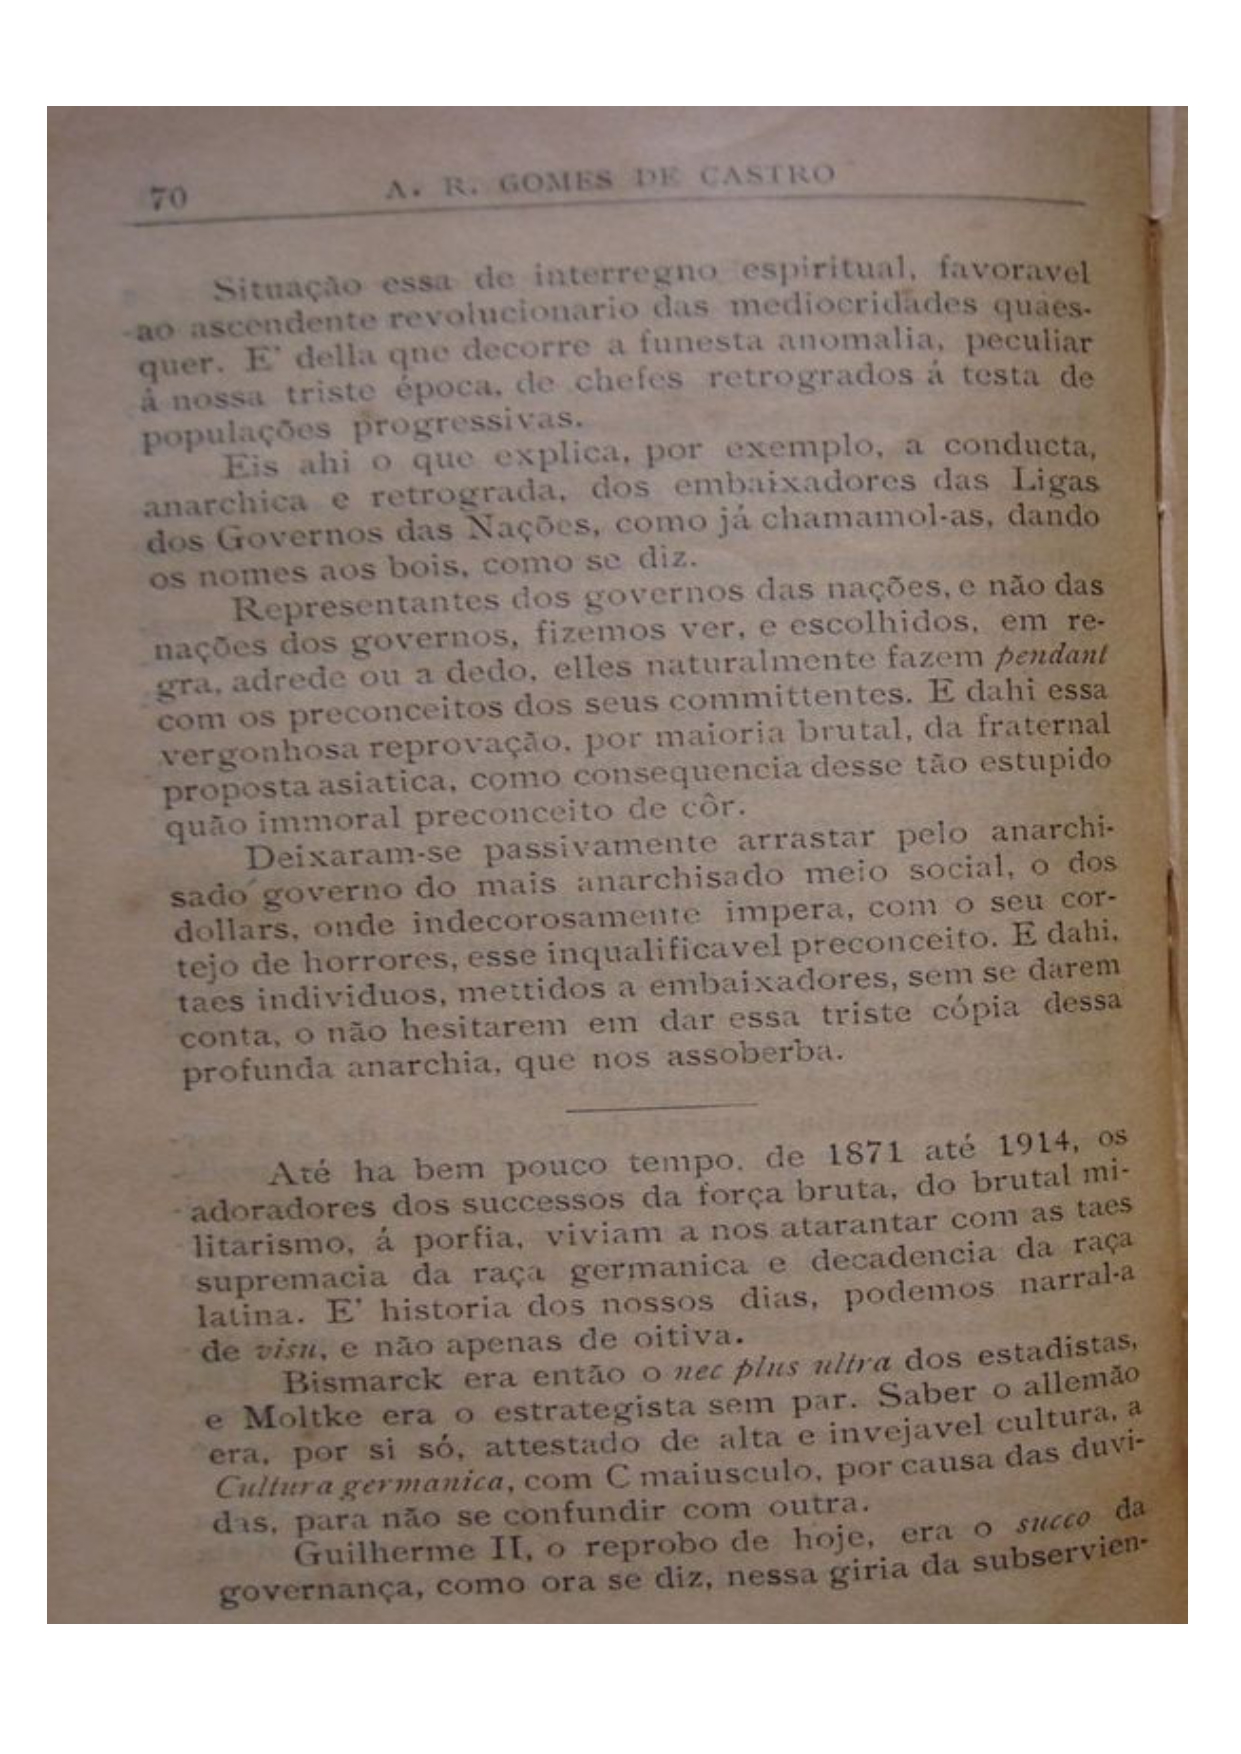 70
A. R. GOMES DE CASTRO
Situação essa de interregno espiritual, favoravel
ao ascendente revolucionario das mediocridades quaes-
quer. E' della que decorre a funesta anomalia, peculiar
á nossa triste época, de chefes retrogrados á testa de
populações progressivas.
Eis ahi o que explica, por exemplo, a conducta,
anarchica e retrograda, dos embaixadores das Ligas
dos Governos das Nações, como já chamamol-as, dando
os nomes aos bois, como se diz.
Representantes dos governos das nações, e não das
nações dos governos, fizemos ver, e escolhidos, em re-
gra, adrede ou a dedo, elles naturalmente fazem pendant
com os preconceitos dos seus committentes. E dahi essa
vergonhosa reprovação, por maioria brutal, da fraternal
proposta asiatica, como consequencia desse tão estupido
quão immoral preconceito de côr.
Deixaram-se passivamente arrastar pelo anarchi-
sado governo do mais anarchisado meio social, o dos
dollars, onde indecorosamente impera, com o seu cor-
tejo de horrores, esse inqualificavel preconceito. E dahi,
taes individuos, mettidos a embaixadores, sem se darem
conta, o não hesitarem em dar essa triste cópia dessa
profunda anarchia, que nos assoberba.
Até ha bem pouco tempo, de 1871 até 1914, os
adoradores dos successos da força bruta, do brutal mi-
litarismo, á porfia, viviam a nos atarantar com as taes
supremacia da raça germanica e decadencia da raça
latina. E' historia dos nossos dias, podemos narral-a
de visu, e não apenas de oitiva.
Bismarck era então o nec plus ultra dos estadistas,
e Moltke era o estrategista sem par. Saber o allemão
era, por si só, attestado de alta e invejavel cultura, a
Cultura germanica, com C maiusculo, por causa das duvi-
das, para não se confundir com outra.
Guilherme II, o reprobo de hoje, era o succo da
governança, como ora se diz, nessa giria da subservien-